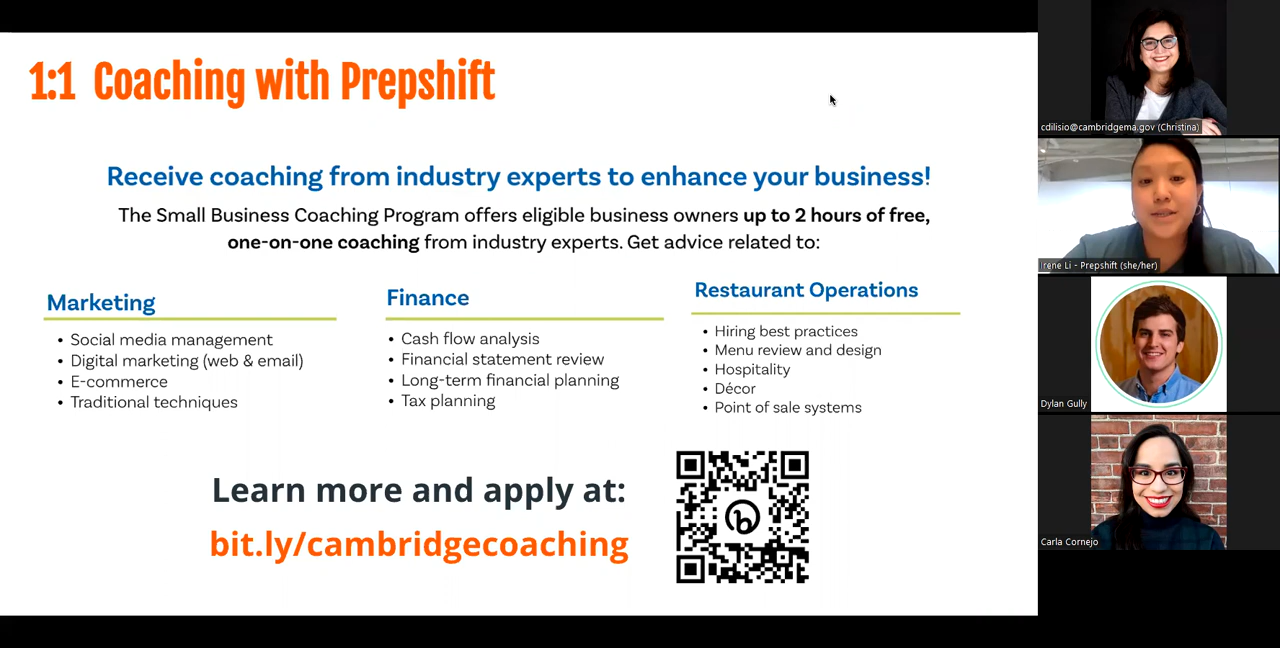 1:1 Coaching with Prepshift
Receive coaching from industry experts to enhance your business!
The Small Business Coaching Program offers eligible business owners up to 2 hours of free,
one-on-one coaching from industry experts. Get advice related to:
Marketing
• Social media management
• Digital marketing (web & email)
• E-commerce
• Traditional techniques
Finance
• Cash flow analysis
• Financial statement review
• Long-term financial planning
• Tax planning
Restaurant Operations
• Hiring best practices
• Menu review and design
• Hospitality
• Décor
• Point of sale systems
Learn more and apply at:
bit.ly/cambridgecoaching
b
cdilisio@cambridgema.gov (Christina)
Irene Li - Prepshift (she/her)
Dylan Gully
Carla Cornejo